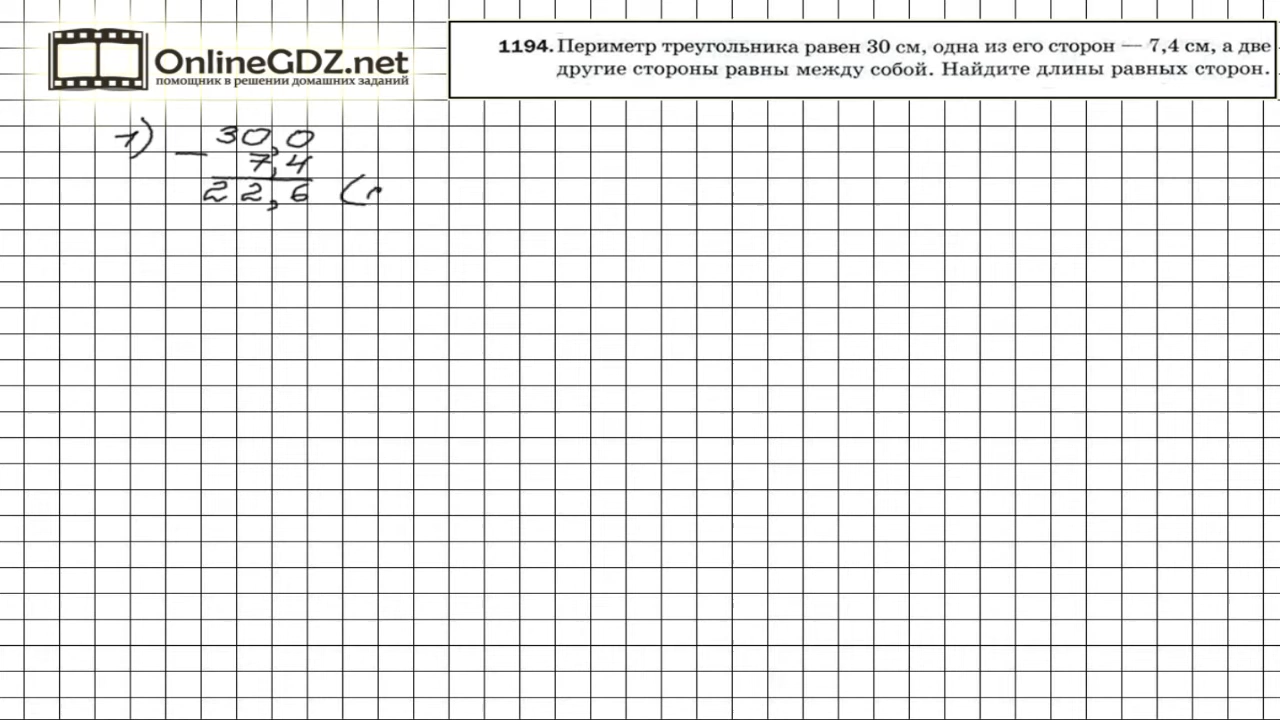 OnlineGDZ.net
помощник в решении домашних заданий
1194. Периметр треугольника равен 30 см, одна из его сторон — 7,4 см, а две
другие стороны равны между собой. Найдите длины равных сторон.
1) 30,0
− 7,4
22,6 (